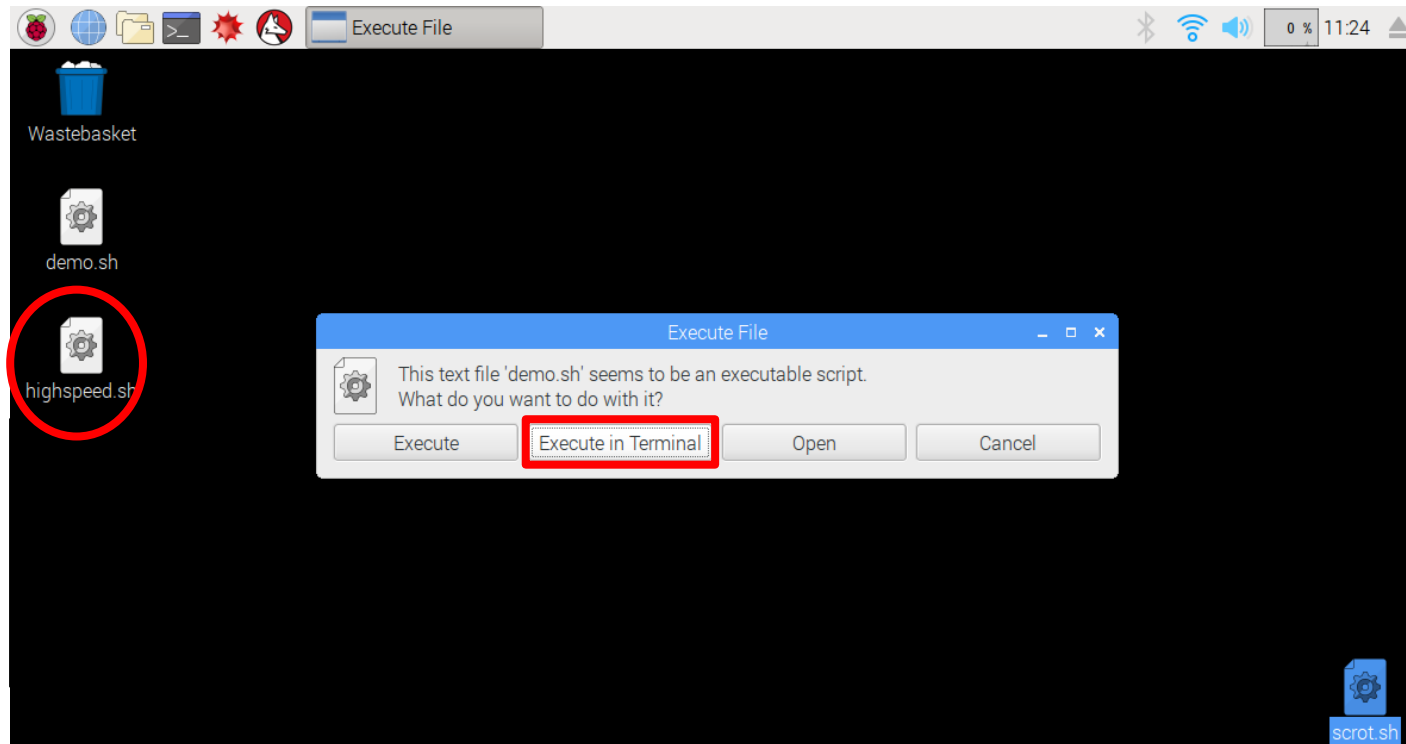 Execute File
0 %
11:24
Wastebasket
demo.sh
highspeed.sh
Execute File
This text file 'demo.sh' seems to be an executable script.
What do you want to do with it?
Execute
Execute in Terminal
Open
Cancel
scrot.sh